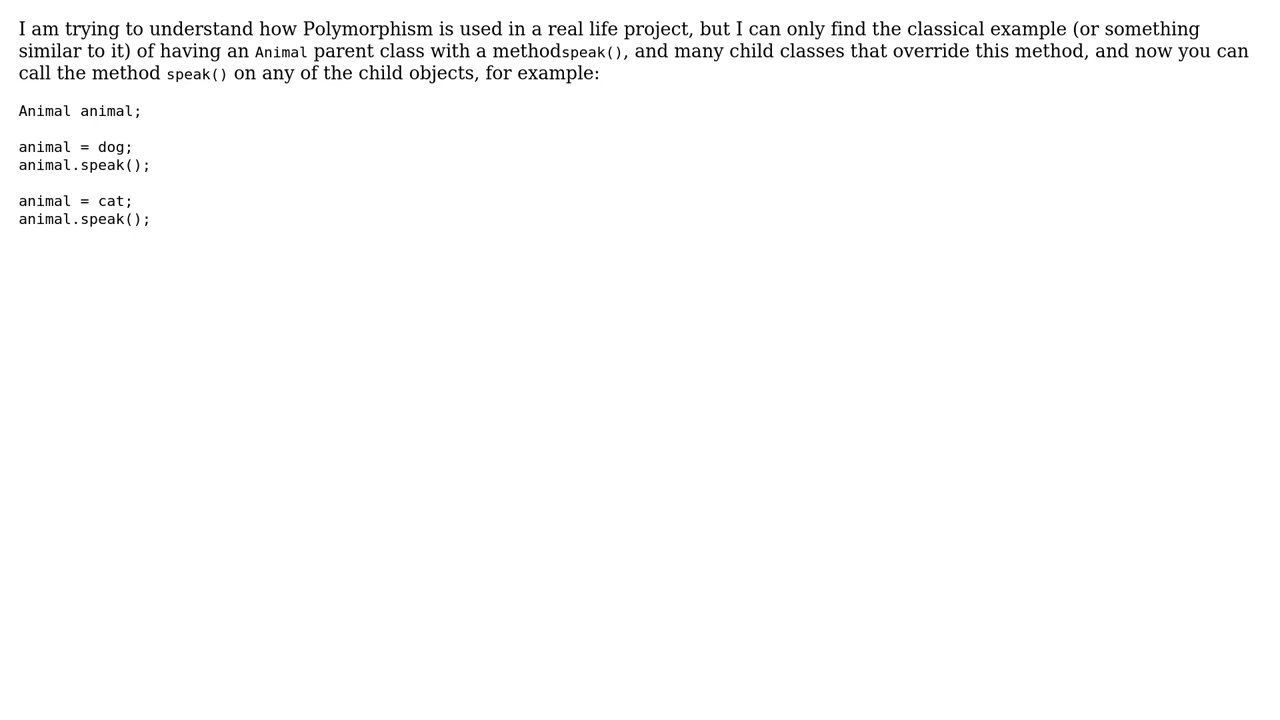 I am trying to understand how Polymorphism is used in a real life project, but I can only find the classical example (or something
similar to it) of having an Animal parent class with a methodspeak(), and many child classes that override this method, and now you can
call the method speak() on any of the child objects, for example:
Animal animal;
animal = dog;
animal.speak();
animal = cat;
animal.speak();